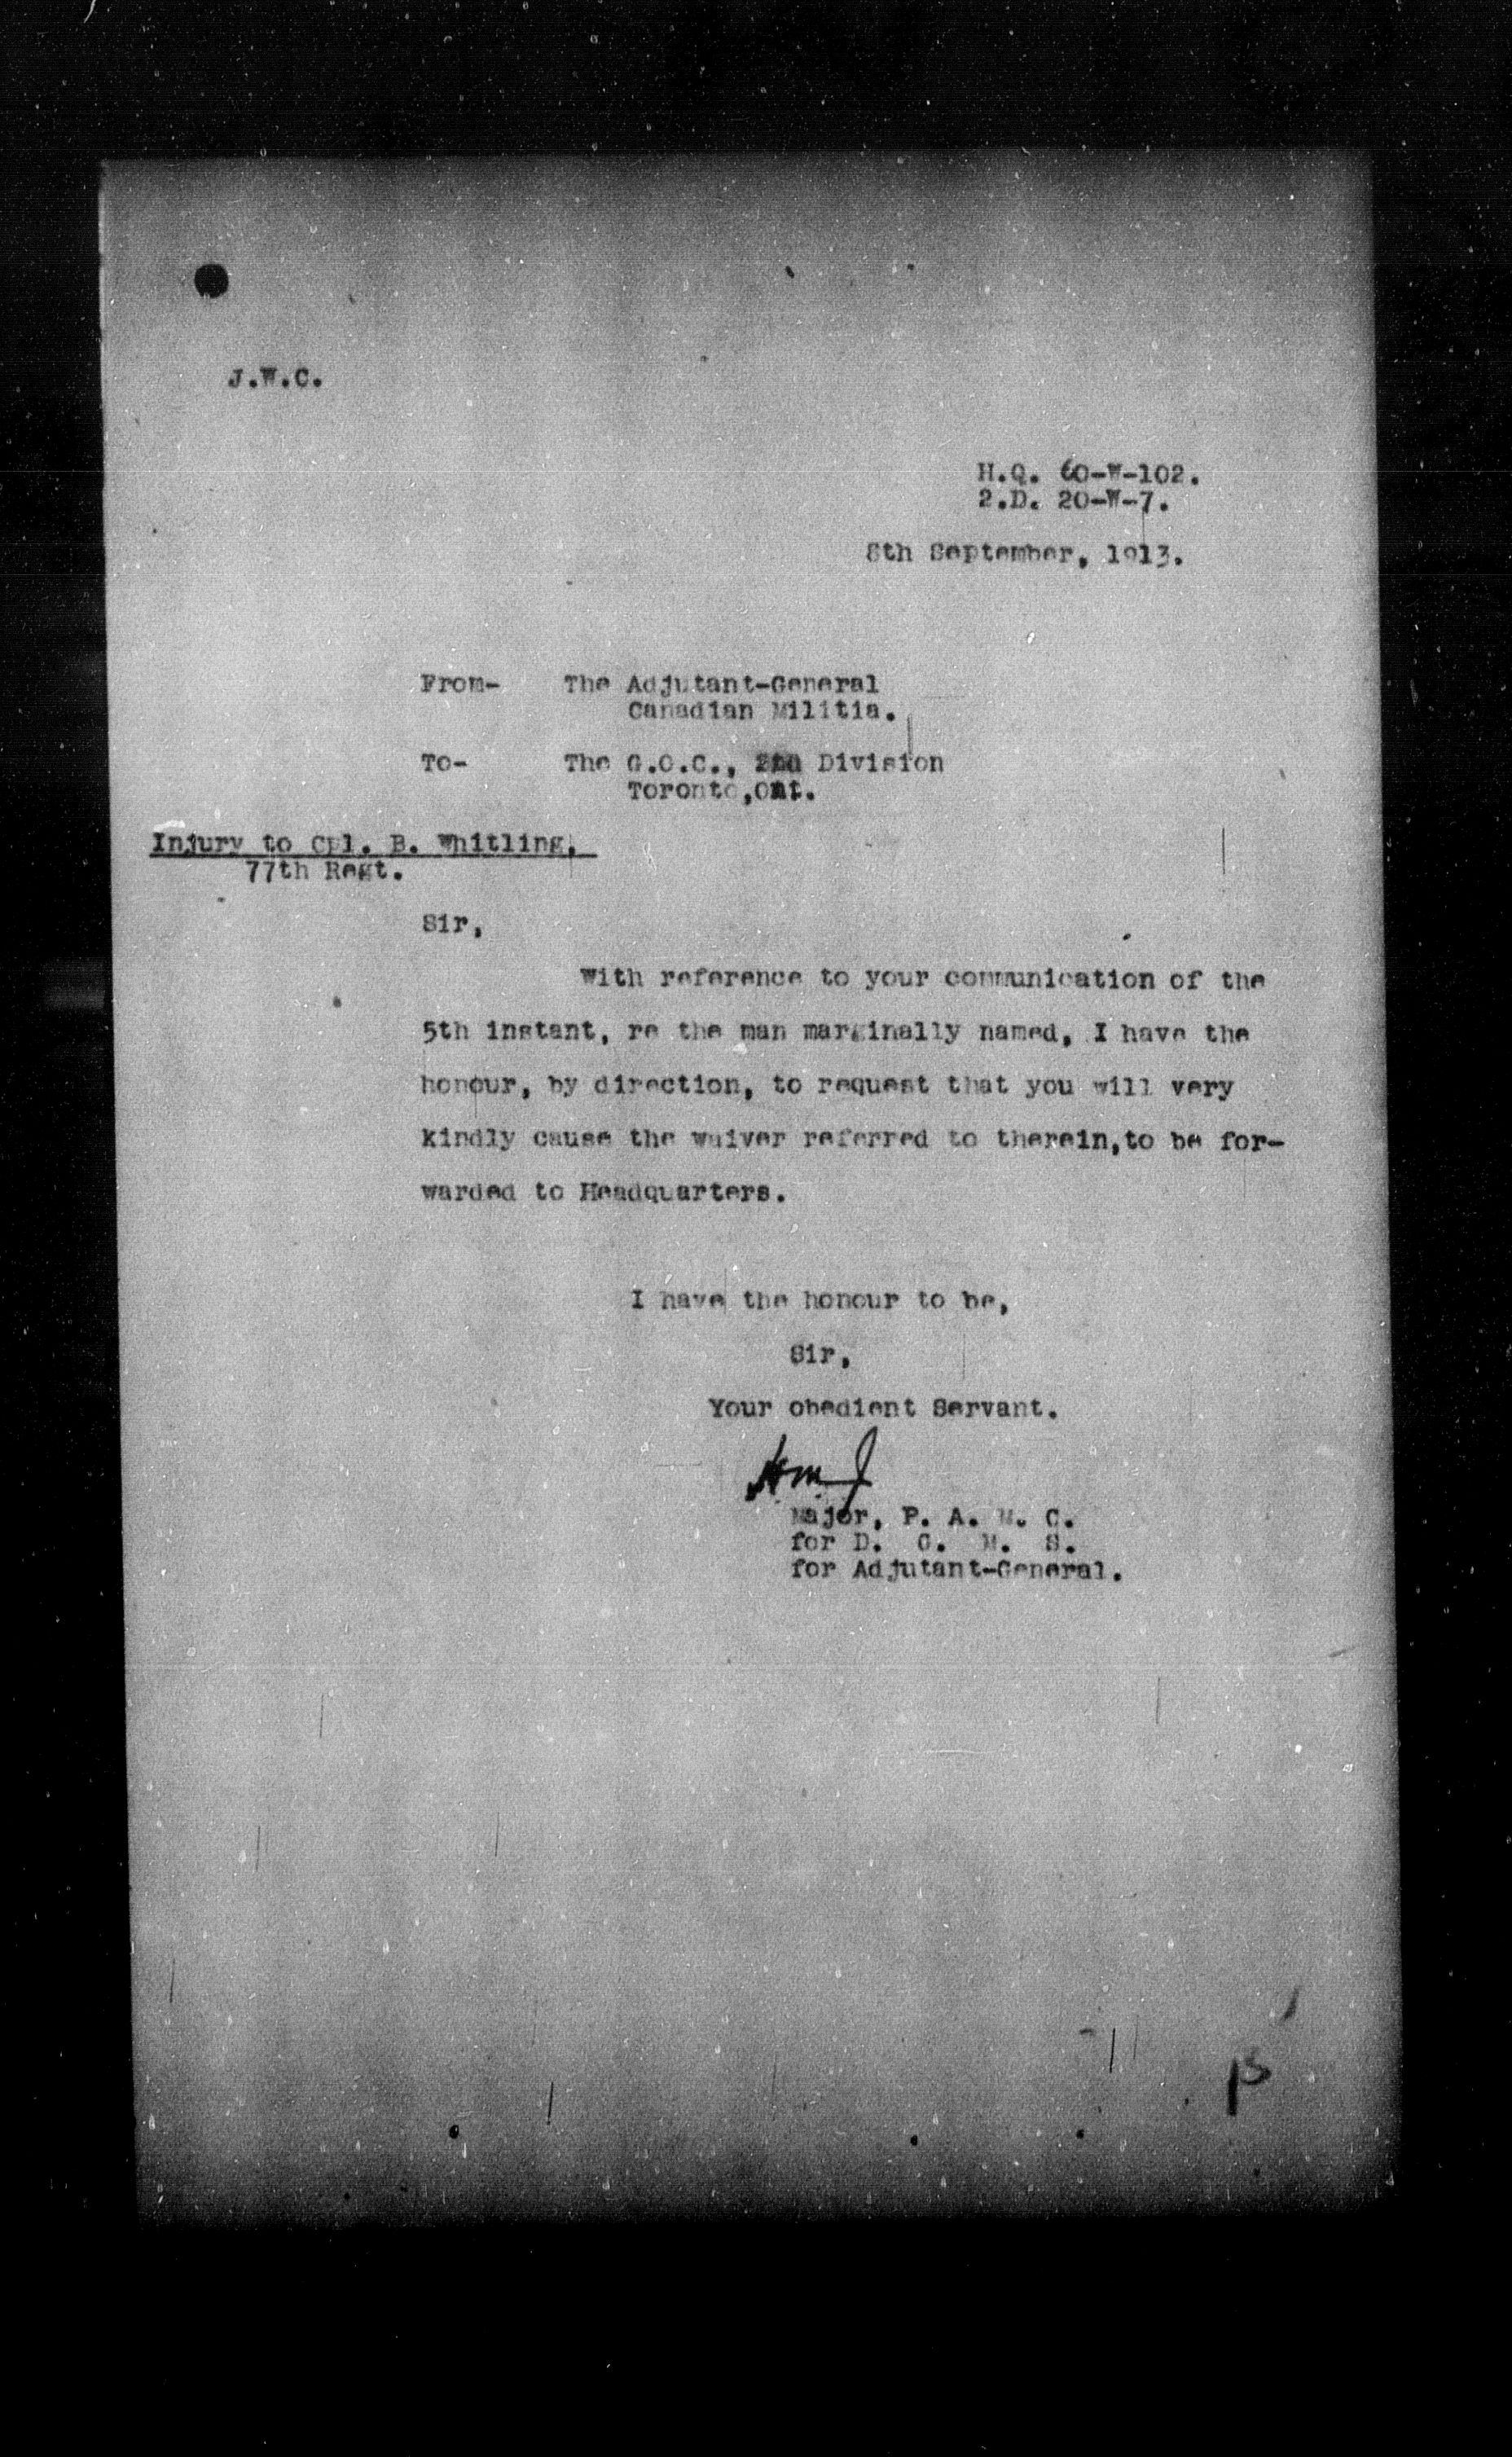 J.W.C.
H.Q. 60-W-102.
2.D. 20-W-7.
8th September, 1913.
From- The Adjutant-General
Canadian Militia.
To- The G.O.C., 2nd Division
Toronto,Ont.
Injury to Cpl. B. Whitling.
77th Regt.
Sir,
With reference to your communication of the
5th instant, re the man marginally named, I have the
honour, by direction, to request that you will very
kindly cause the waiver referred to therein,to be for-
warded to Headquarters.
I have the honour to be,
Sir,
Your obedient Servant.
Major, P. A. M. C.
for D. G. M. S.
for Adjutant-General.